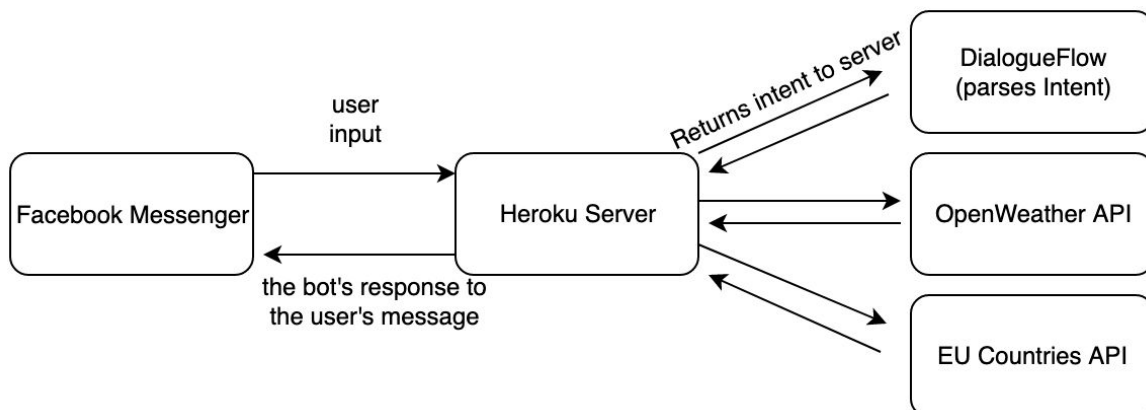 user
input
Facebook Messenger
the bot's response to
the user's message
Heroku Server
Returns intent to server
DialogueFlow
(parses Intent)
OpenWeather API
EU Countries API